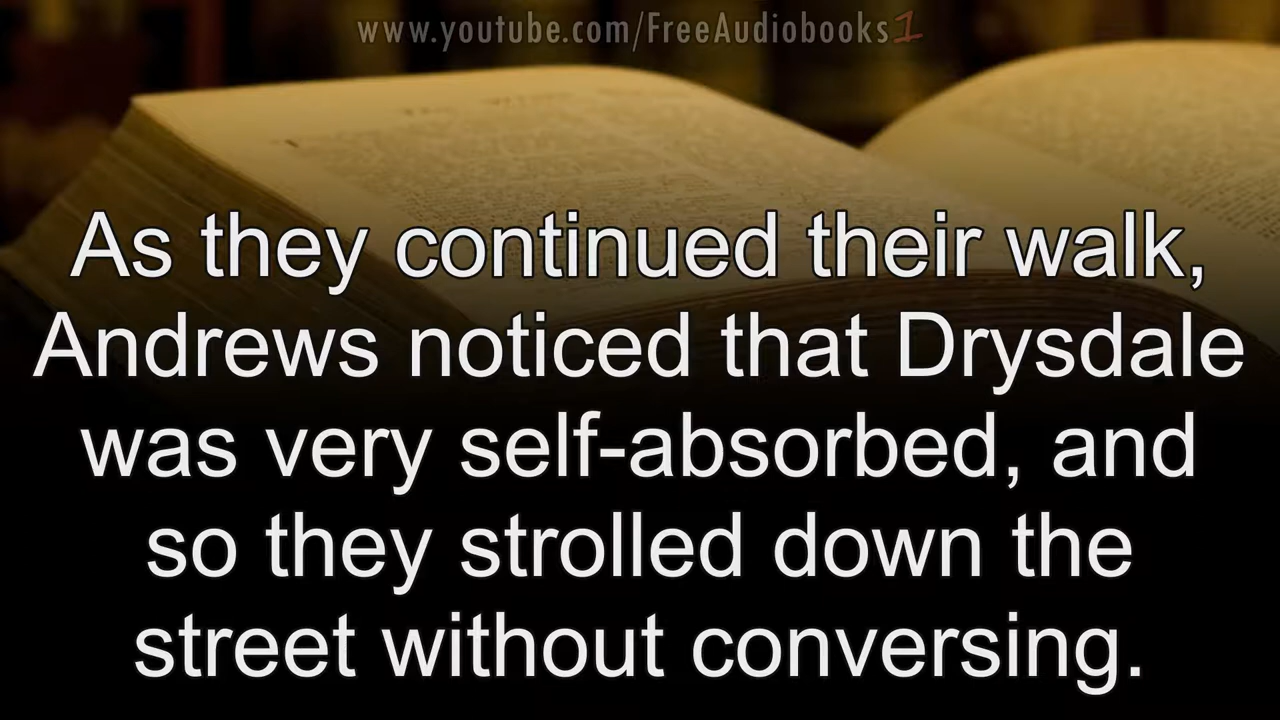 www.youtube.com/FreeAudiobooks1
As they continued their walk,
Andrews noticed that Drysdale
was very self-absorbed, and
so they strolled down the
street without conversing.